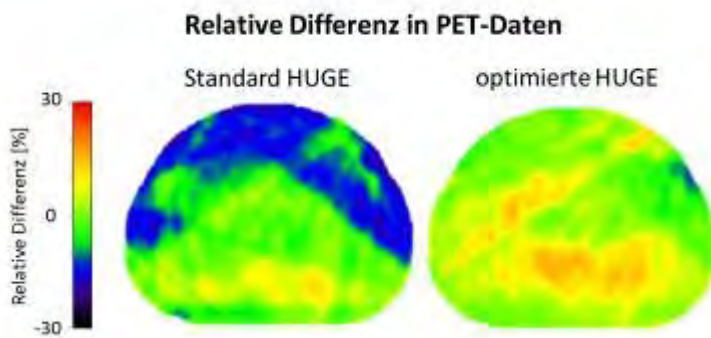 Relative Differenz in PET-Daten
Standard HUGE
optimierte HUGE
30
0
-30
Relative Differenz [%]